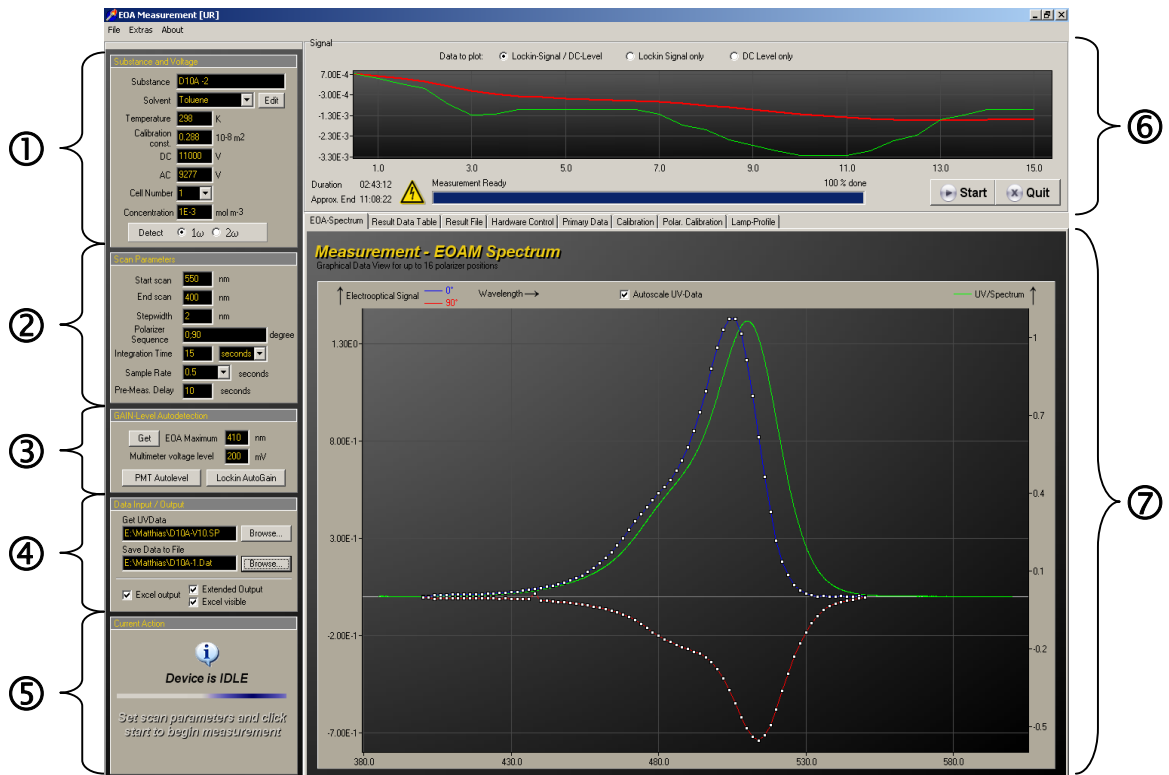 EOA Measurement [UR]
File Extras About
①
Substance and Voltage
Substance D10A -2
Solvent Toluene Edit
Temperature 298 K
Calibration const. 0.288 10-8 m2
DC 11000 V
AC 9277 V
Cell Number 1
Concentration 1E-3 mol m-3
Detect 1ω 2ω
②
Scan Parameters
Start scan 550 nm
End scan 400 nm
Stepwidth 2 nm
Polarizer Sequence 0;90 degree
Integration Time 15 seconds
Sample Rate 0.5 seconds
Pre-Meas. Delay 10 seconds
③
GAIN-Level Autodetection
Get EOA Maximum 410 nm
Multimeter voltage level 200 mV
PMT Autolevel Lockin AutoGain
④
Data Input / Output
Get UVData
E:\Matthias\D10A-V10.SP Browse...
Save Data to File
E:\Matthias\D10A-1.Dat Browse...
Excel output Extended Output
Excel visible
⑤
Current Action
Device is IDLE
Set scan parameters and click
start to begin measurement
⑥
Signal
Data to plot: Lockin-Signal / DC-Level Lockin Signal only DC Level only
7.00E-4
-3.00E-4
-1.30E-3
-2.30E-3
-3.30E-3
1.0 3.0 5.0 7.0 9.0 11.0 13.0 15.0
Duration 02:43:12 Measurement Ready 100 % done
Approx. End 11:08:22
Start Quit
⑦
EOA-Spectrum Result Data Table Result File Hardware Control Primary Data Calibration Polar. Calibration Lamp-Profile
Measurement - EOAM Spectrum
Graphical Data View for up to 16 polarizer positions
Electrooptical Signal 0° Wavelength Autoscale UV-Data UV/Spectrum
90°
1.30E0
8.00E-1
3.00E-1
-2.00E-1
-7.00E-1
1
0.7
0.4
0.1
-0.2
-0.5
380.0 430.0 480.0 530.0 580.0